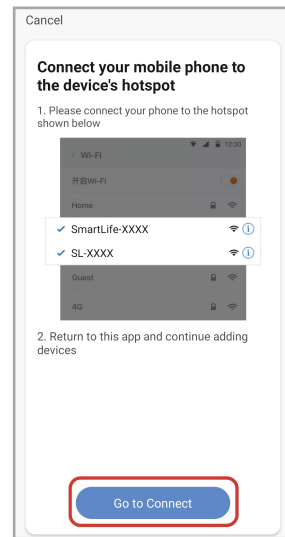 Cancel
Connect your mobile phone to
the device's hotspot
1. Please connect your phone to the hotspot
shown below
12:30
< Wi-Fi
开启Wi-Fi
Home
SmartLife-XXXX
SL-XXXX
Guest
4G
2. Return to this app and continue adding
devices
Go to Connect